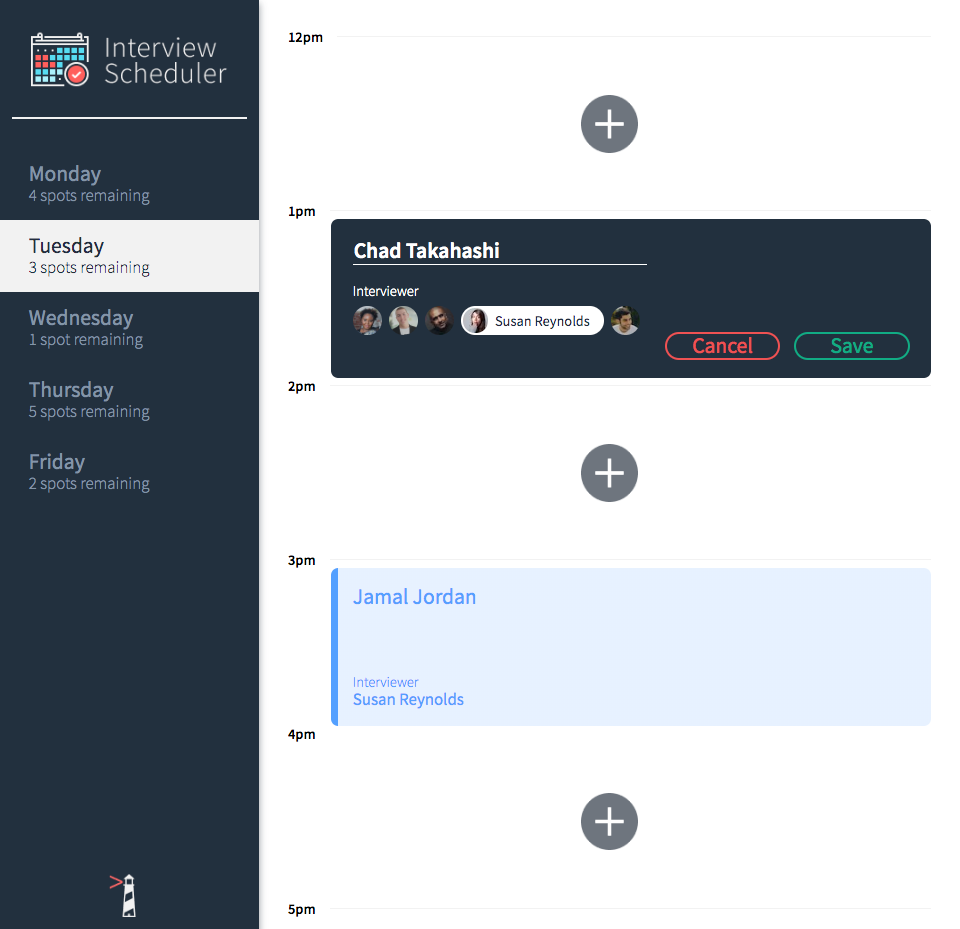 Interview
Scheduler
Monday
4 spots remaining
Tuesday
3 spots remaining
Wednesday
1 spot remaining
Thursday
5 spots remaining
Friday
2 spots remaining
12pm
1pm
Chad Takahashi
Interviewer
Susan Reynolds
Cancel
Save
2pm
3pm
Jamal Jordan
Interviewer
Susan Reynolds
4pm
5pm